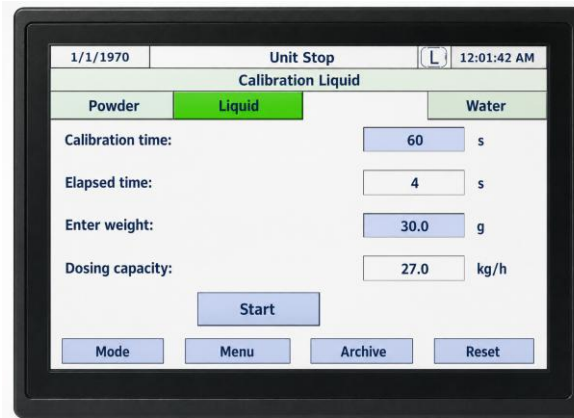 1/1/1970 Unit Stop L 12:01:42 AM
Calibration Liquid
Powder Liquid Water
Calibration time: 60 s
Elapsed time: 4 s
Enter weight: 30.0 g
Dosing capacity: 27.0 kg/h
Start
Mode Menu Archive Reset